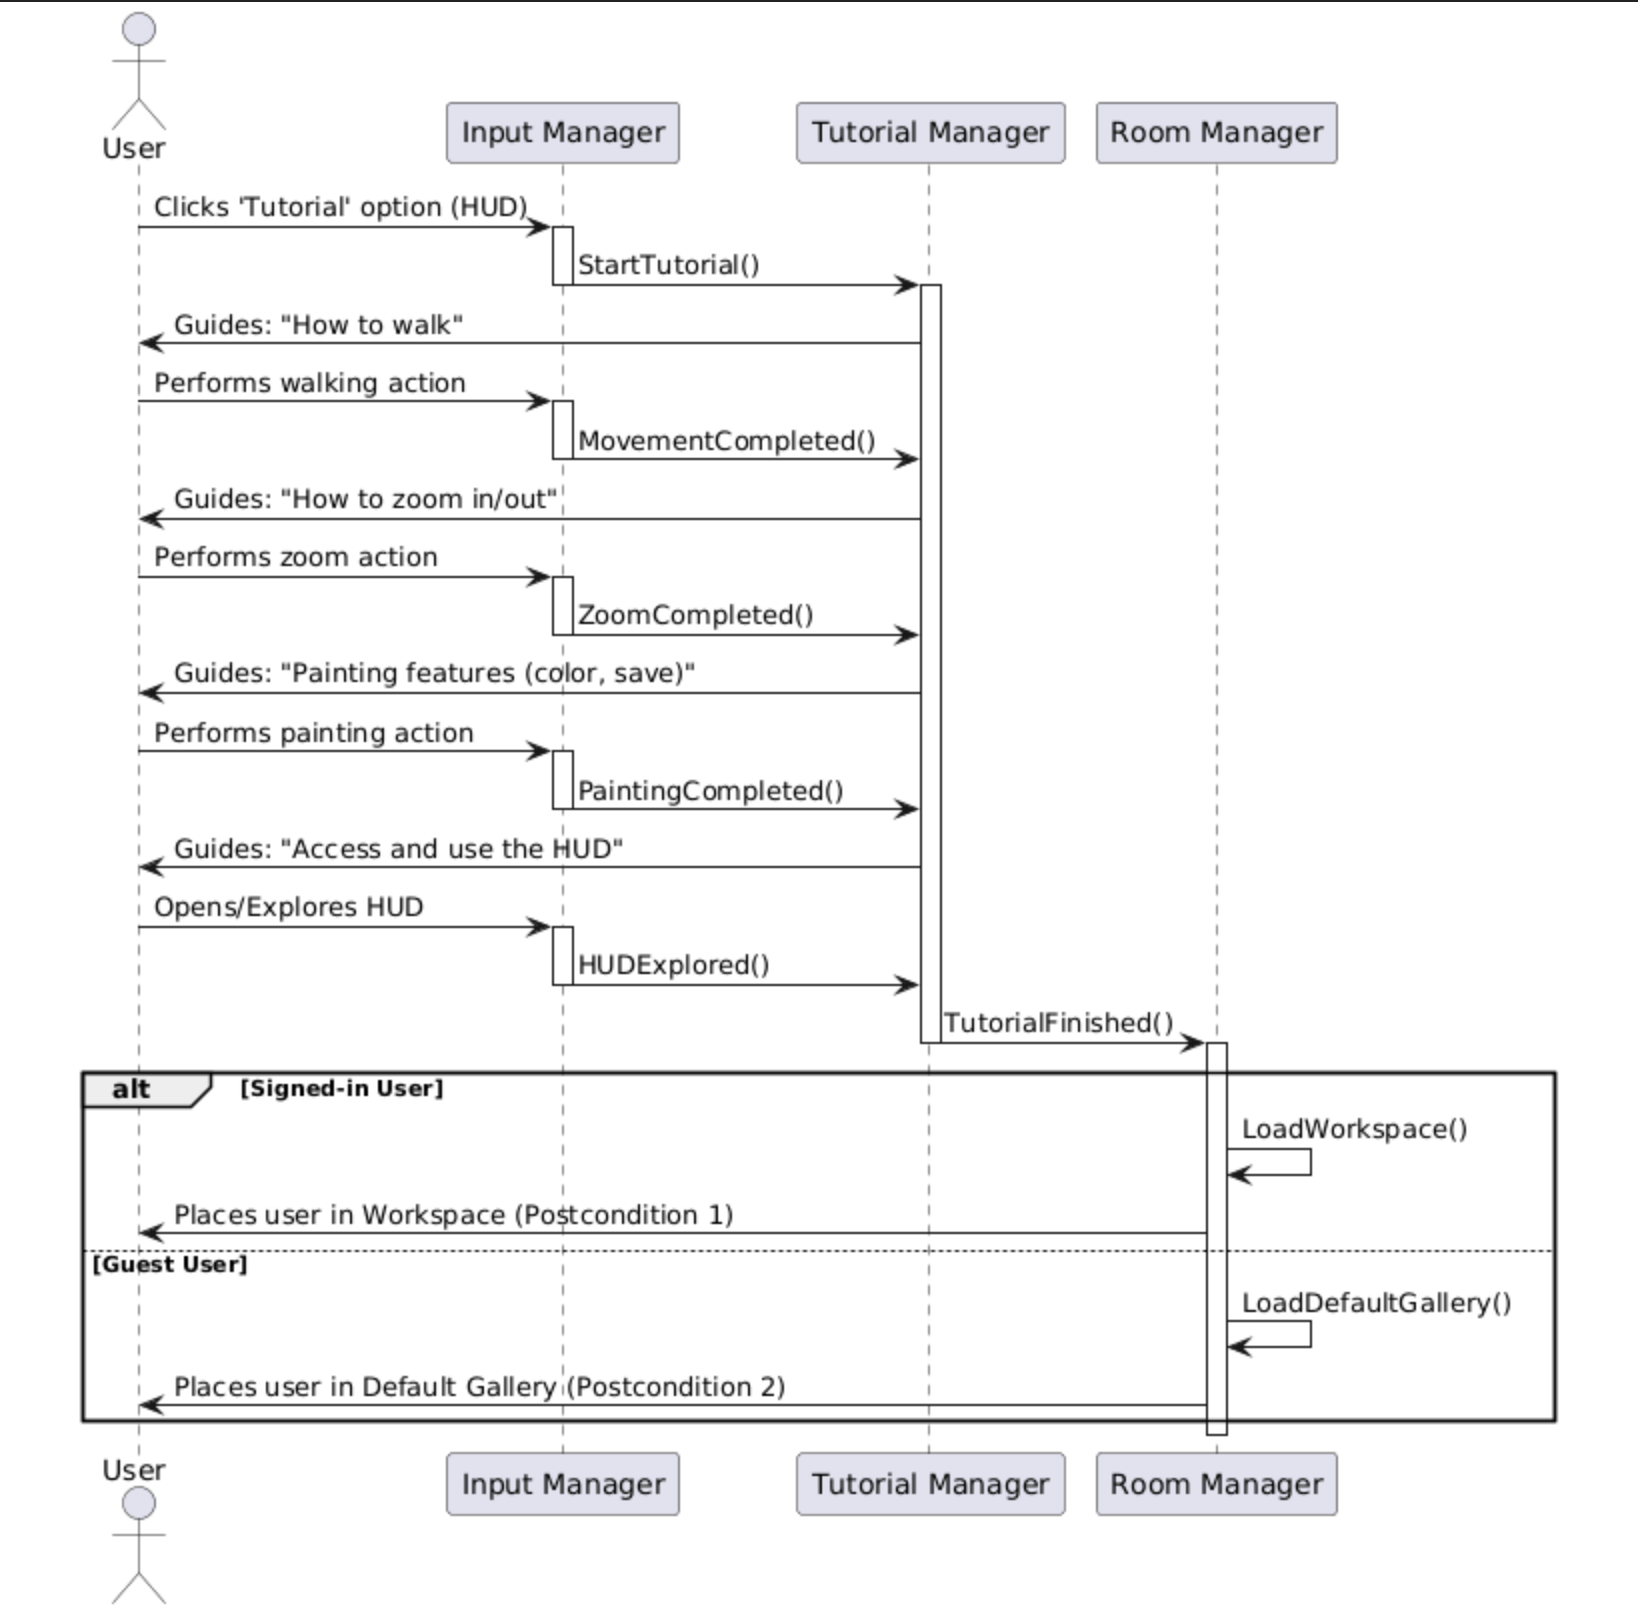 User
Input Manager
Tutorial Manager
Room Manager
Clicks 'Tutorial' option (HUD)
StartTutorial()
Guides: "How to walk"
Performs walking action
MovementCompleted()
Guides: "How to zoom in/out"
Performs zoom action
ZoomCompleted()
Guides: "Painting features (color, save)"
Performs painting action
PaintingCompleted()
Guides: "Access and use the HUD"
Opens/Explores HUD
HUDExplored()
TutorialFinished()
alt
[Signed-in User]
LoadWorkspace()
Places user in Workspace (Postcondition 1)
[Guest User]
LoadDefaultGallery()
Places user in Default Gallery (Postcondition 2)
User
Input Manager
Tutorial Manager
Room Manager